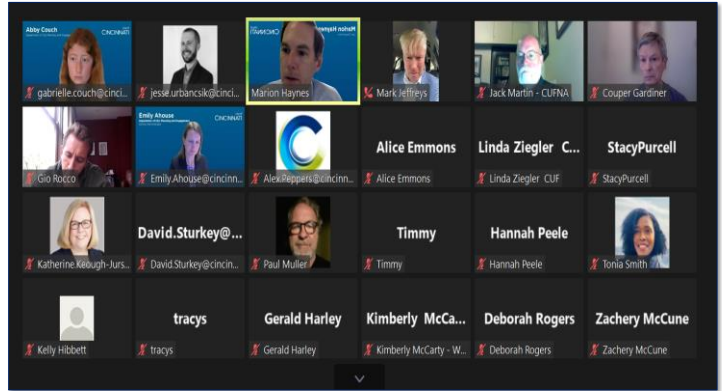 Abby Couch
CINCINNATI
gabrielle.couch@cinci...
jesse.urbancsik@cinci...
Marion Haynes
Mark Jeffreys
Jack Martin - CUFNA
Couper Gardiner
Gio Rocco
Emily Ahouse
Emily.Ahouse@cincinn...
Alex.Peppers@cincinn...
Alice Emmons
Alice Emmons
Linda Ziegler C...
Linda Ziegler CUF
StacyPurcell
StacyPurcell
Katherine.Keough-Jurs...
David.Sturkey@...
David.Sturkey@cincin...
Paul Muller
Timmy
Timmy
Hannah Peele
Hannah Peele
Tonia Smith
Kelly Hibbett
tracys
tracys
Gerald Harley
Gerald Harley
Kimberly McCa...
Kimberly McCarty - W...
Deborah Rogers
Deborah Rogers
Zachery McCune
Zachery McCune